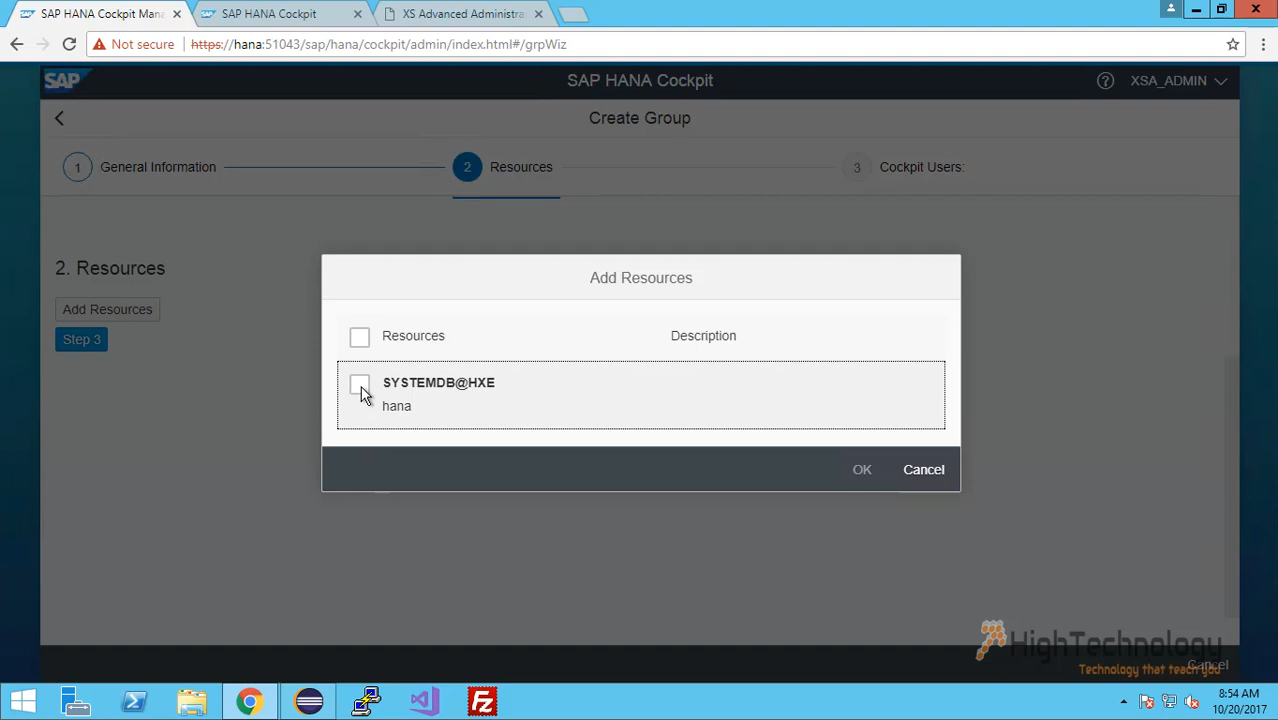 SAP HANA Cockpit Mana
SAP HANA Cockpit
XS Advanced Administra
Not secure
https://hana:51043/sap/hana/cockpit/admin/index.html#/grpWiz
SAP
SAP HANA Cockpit
XSA_ADMIN
Create Group
1 General Information
2 Resources
3 Cockpit Users:
2. Resources
Add Resources
Step 3
Add Resources
Resources Description
SYSTEMDB@HXE
hana
OK Cancel
HighTechnology
Technology that teach you
Cancel
8:54 AM
10/20/2017